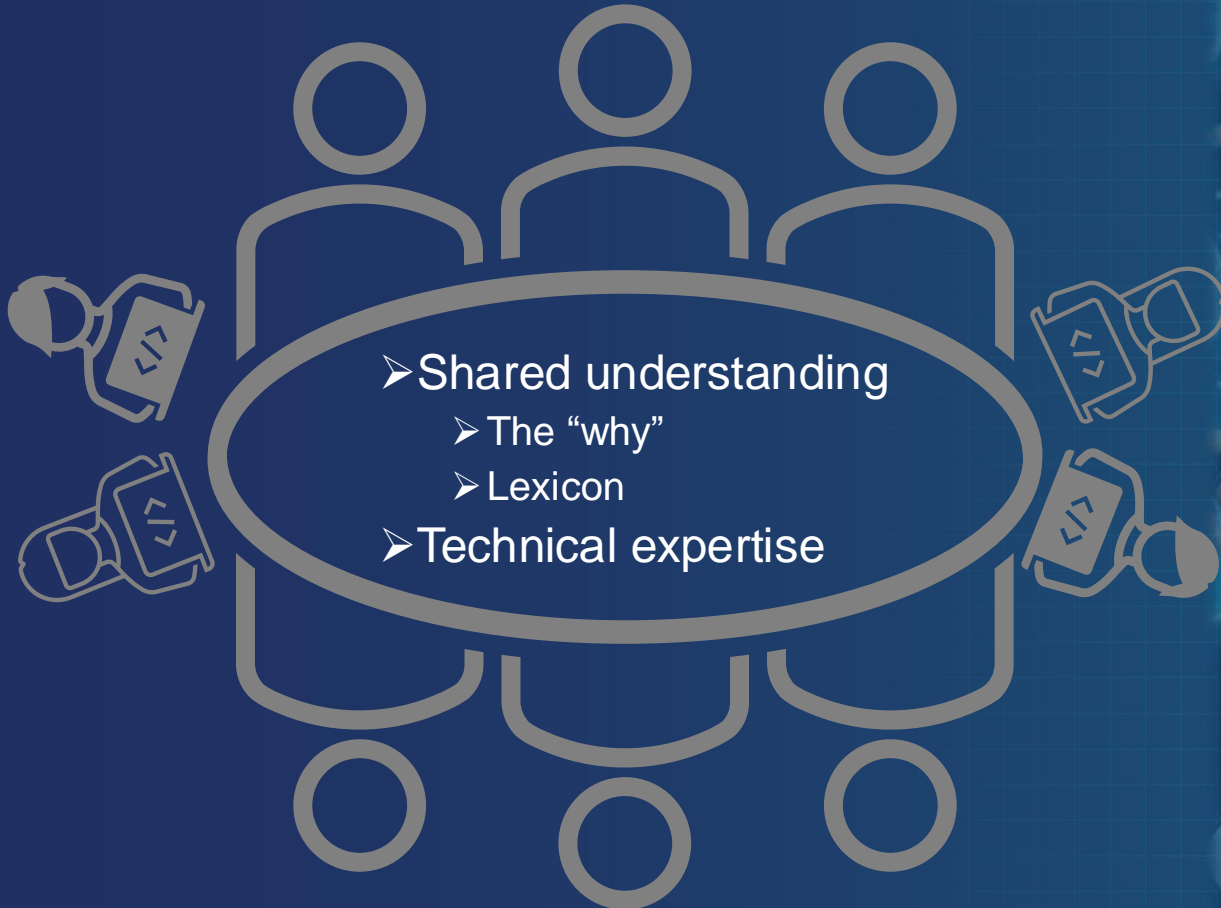 ➢Shared understanding
➢The “why”
➢Lexicon
➢Technical expertise